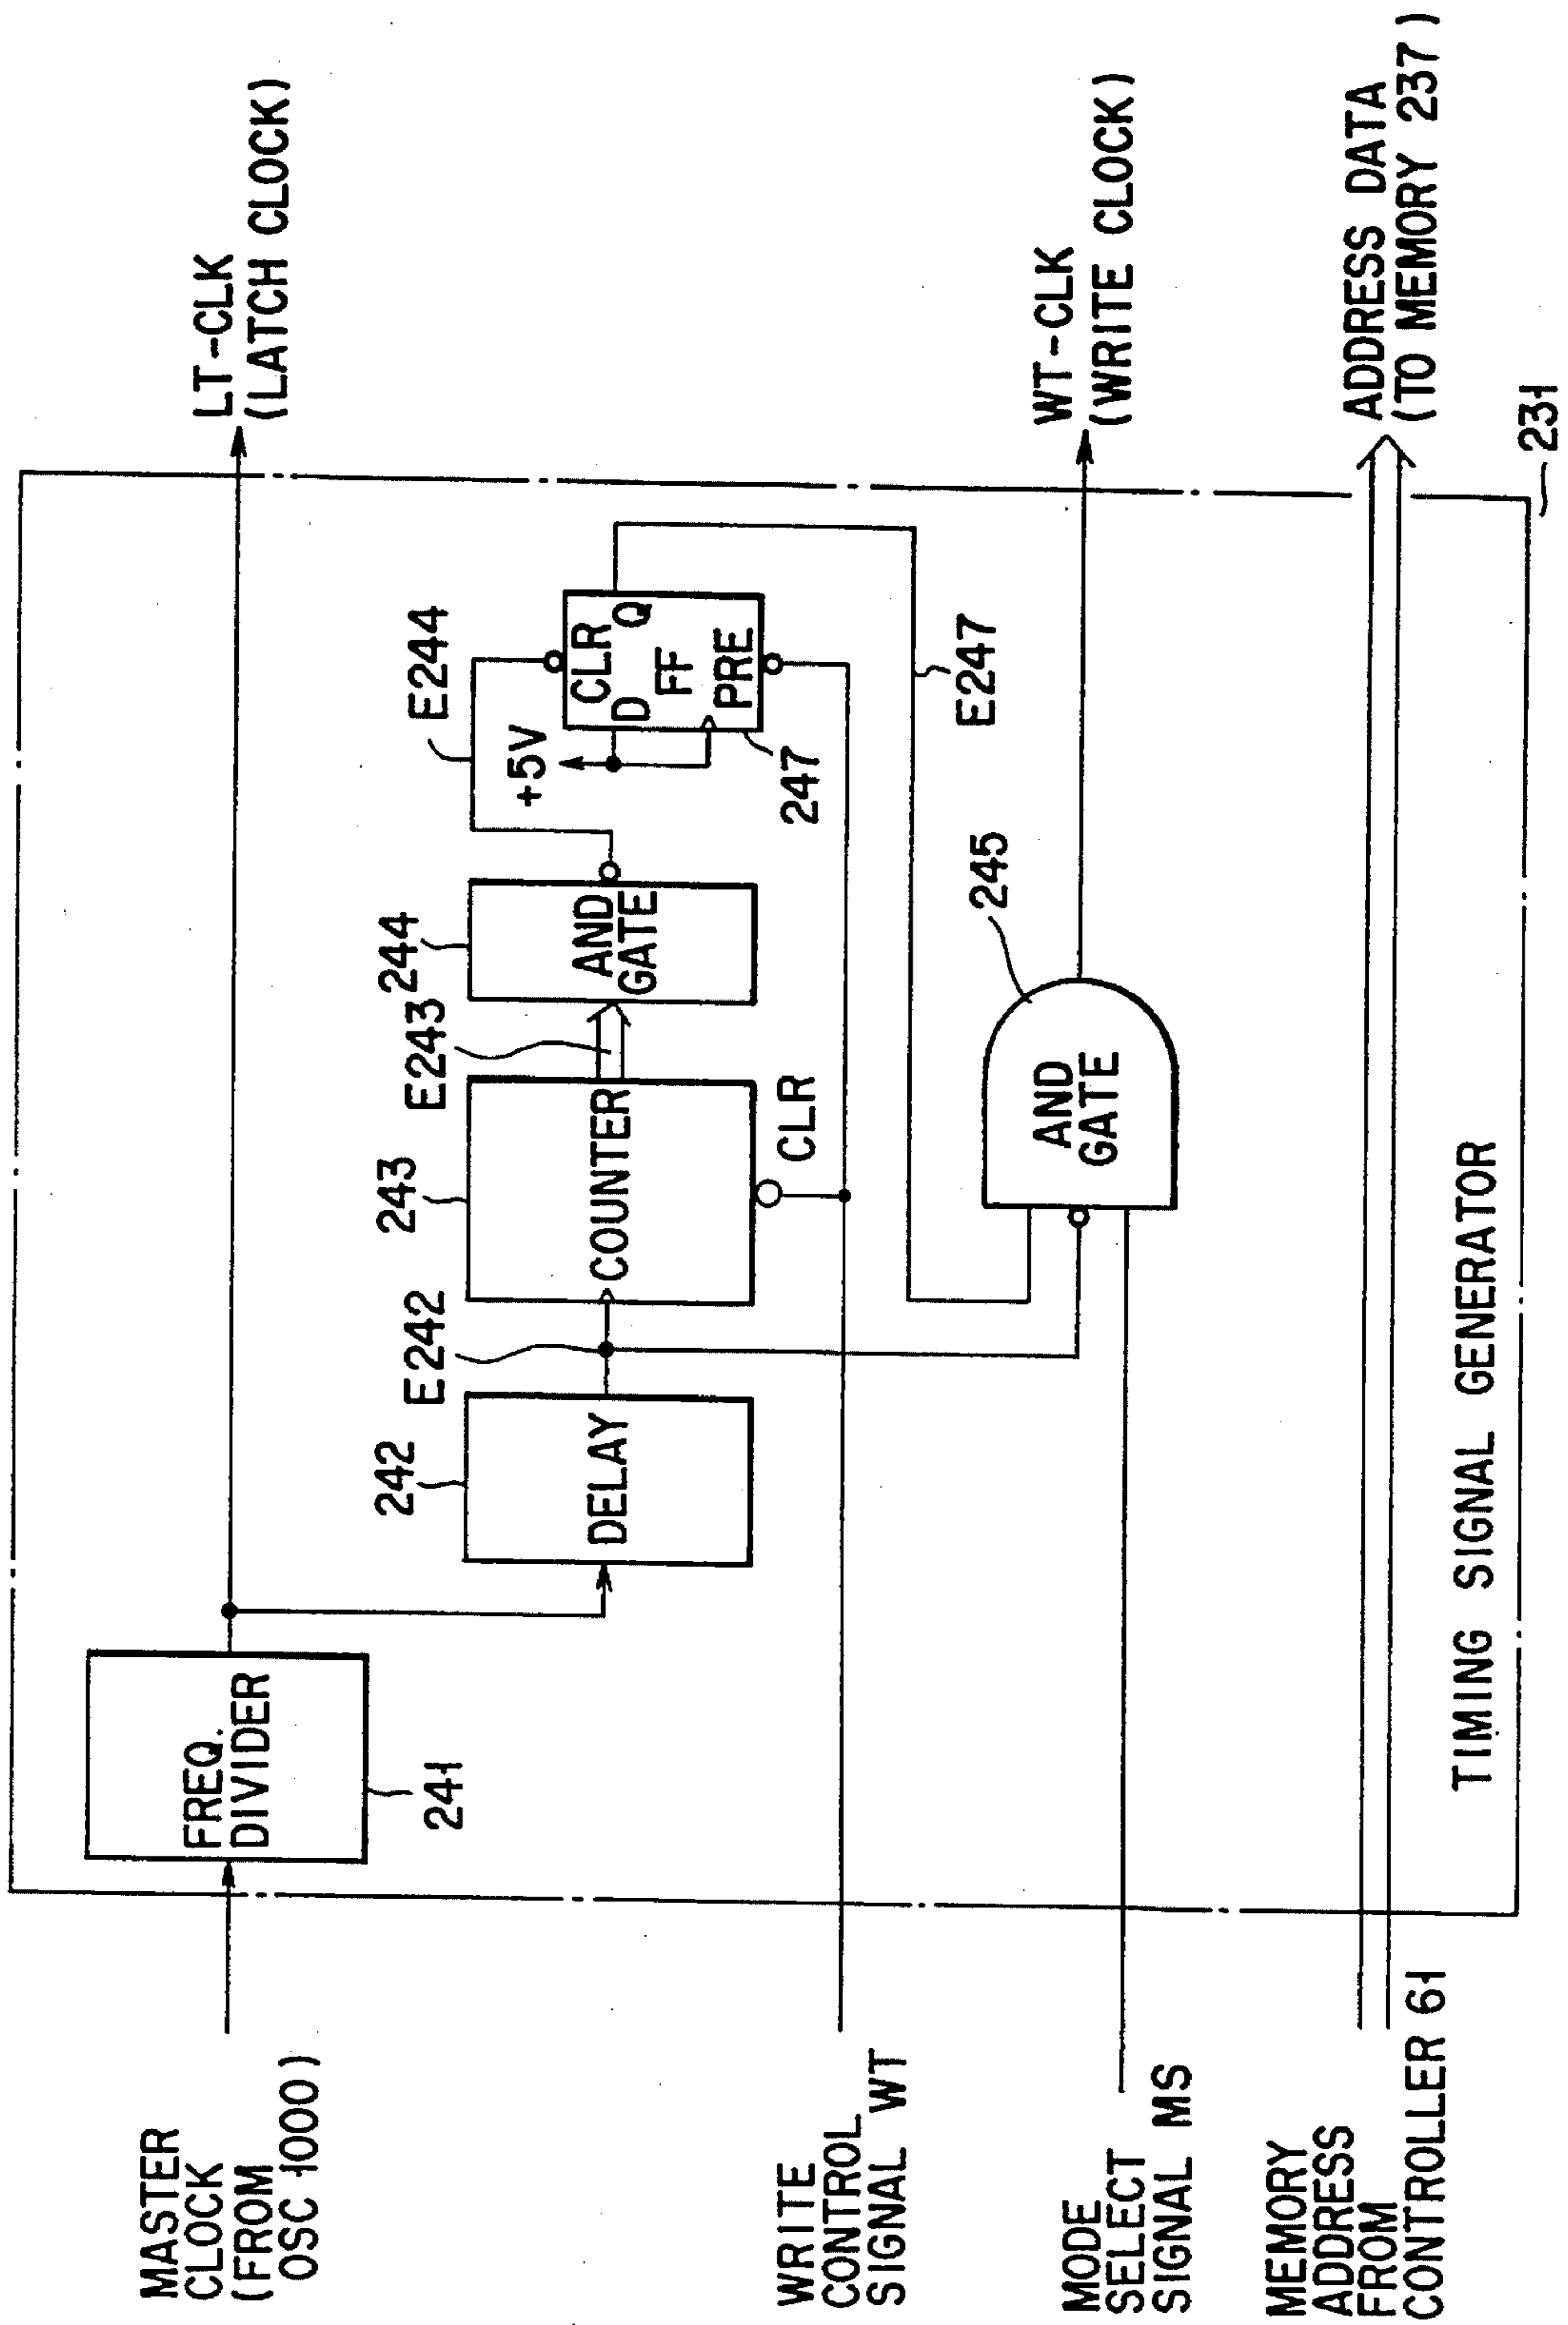 MASTER
CLOCK
(FROM
OSC 1000)
FREQ.
DIVIDER
241
LT-CLK
(LATCH CLOCK)
242
DELAY
E242
243
COUNTER
CLR
E243
244
AND
GATE
E244
+5V
CLR
D
Q
FF
PRE
247
E247
WRITE
CONTROL
SIGNAL WT
245
AND
GATE
WT-CLK
(WRITE CLOCK)
MODE
SELECT
SIGNAL MS
MEMORY
ADDRESS
FROM
CONTROLLER 61
ADDRESS DATA
(TO MEMORY 237)
TIMING SIGNAL GENERATOR
231